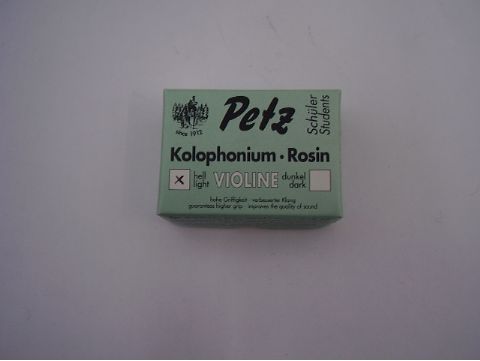 Petz
since 1912
Schüler
Students
Kolophonium · Rosin
x hell light VIOLINE dunkel dark
hohe Griffigkeit · verbesserter Klang
guarantees higher grip · improves the quality of sound